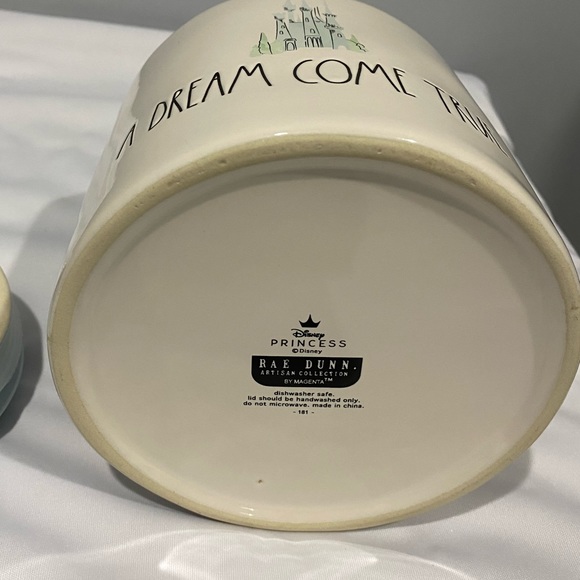 A DREAM COME TRUE
Disney
PRINCESS
©Disney
RAE DUNN.
ARTISAN COLLECTION
BY MAGENTA™
dishwasher safe.
lid should be handwashed only.
do not microwave. made in china.
- 181 -